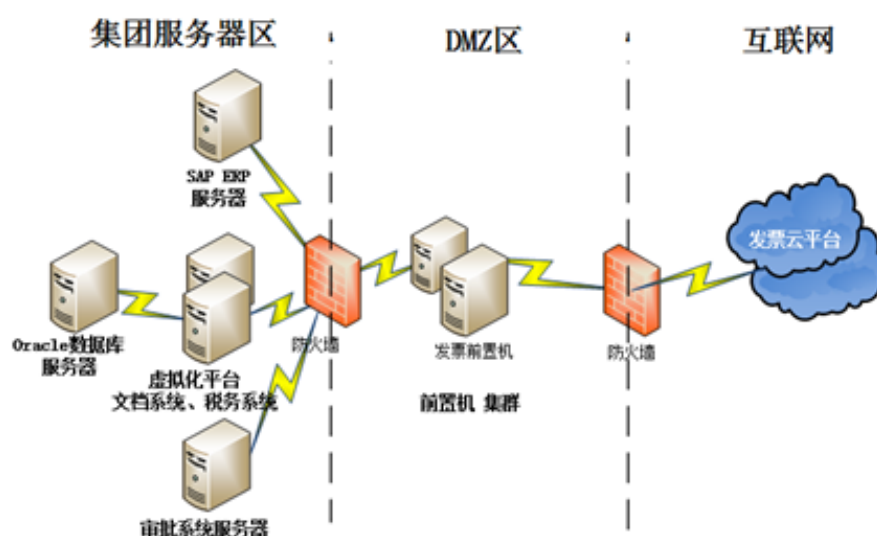 集团服务器区
DMZ区
互联网
SAP ERP
服务器
发票云平台
Oracle数据库
服务器
防火墙
发票前置机
防火墙
虚拟化平台
文档系统、税务系统
前置机 集群
审批系统服务器